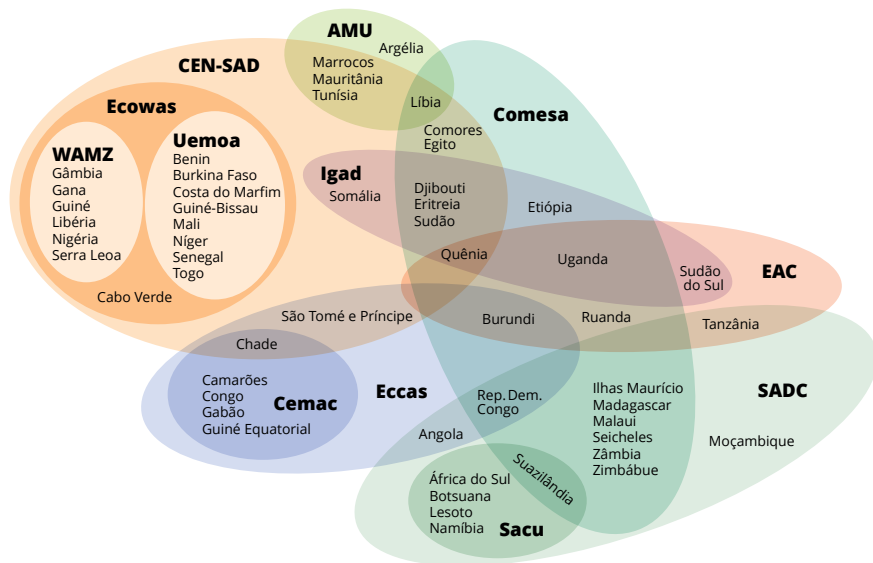 AMU
Argélia
Marrocos
Mauritânia
Tunísia
Líbia
CEN-SAD
Ecowas
WAMZ
Gâmbia
Gana
Guiné
Libéria
Nigéria
Serra Leoa
Uemoa
Benin
Burkina Faso
Costa do Marfim
Guiné-Bissau
Mali
Níger
Senegal
Togo
Cabo Verde
Comesa
Comores
Egito
Igad
Somália
Djibouti
Eritreia
Sudão
Etiópia
Quênia
Uganda
Sudão
do Sul
EAC
São Tomé e Príncipe
Burundi
Ruanda
Tanzânia
Chade
Camarões
Congo
Gabão
Guiné Equatorial
Cemac
Eccas
Rep. Dem.
Congo
Angola
Ilhas Maurício
Madagascar
Malaui
Seicheles
Zâmbia
Zimbábue
SADC
Moçambique
Suazilândia
África do Sul
Botsuana
Lesoto
Namíbia
Sacu